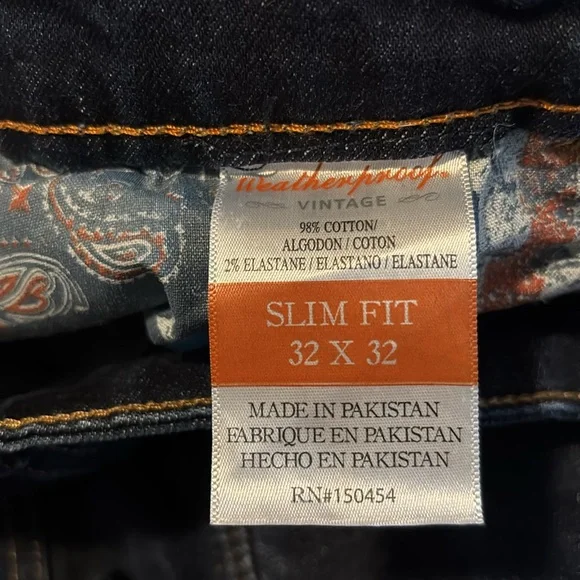 Weatherproof
VINTAGE
98% COTTON/
ALGODON / COTON
2% ELASTANE / ELASTANO / ELASTANE
SLIM FIT
32 X 32
MADE IN PAKISTAN
FABRIQUE EN PAKISTAN
HECHO EN PAKISTAN
RN#150454